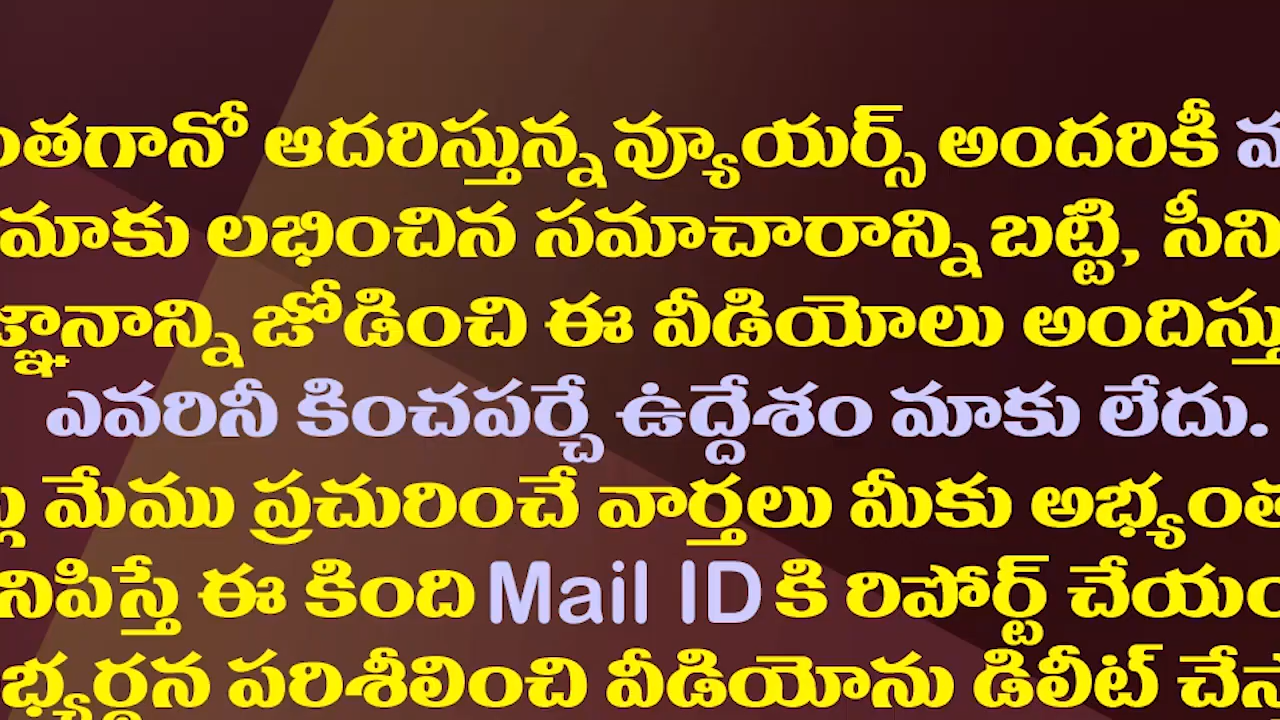 ంతగానో ఆదరిస్తున్న వ్యూయర్స్ అందరికీ
మాకు లభించిన సమాచారాన్ని బట్టి, సీని
జ్ఞానాన్ని జోడించి ఈ వీడియోలు అందిస్తు
ఎవరినీ కించపర్చే ఉద్దేశం మాకు లేదు.
మేము ప్రచురించే వార్తలు మీకు అభ్యంత
నిపిస్తే ఈ కింది Mail ID కి రిపోర్ట్ చేయం
భ్యర్థన పరిశీలించి వీడియోను డిలీట్ చేస